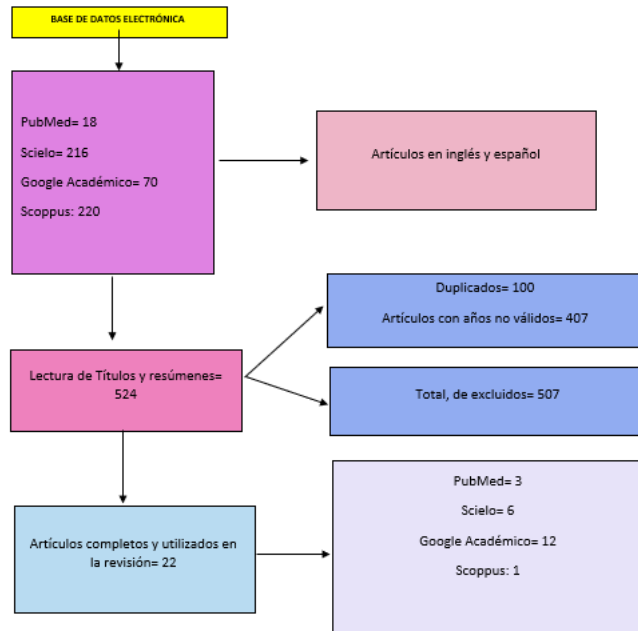 BASE DE DATOS ELECTRÓNICA
PubMed= 18
Scielo= 216
Google Académico= 70
Scoppus: 220
Artículos en inglés y español
Duplicados= 100
Artículos con años no válidos= 407
Lectura de Títulos y resúmenes=
524
Total, de excluidos= 507
PubMed= 3
Scielo= 6
Google Académico= 12
Scoppus: 1
Artículos completos y utilizados en
la revisión= 22